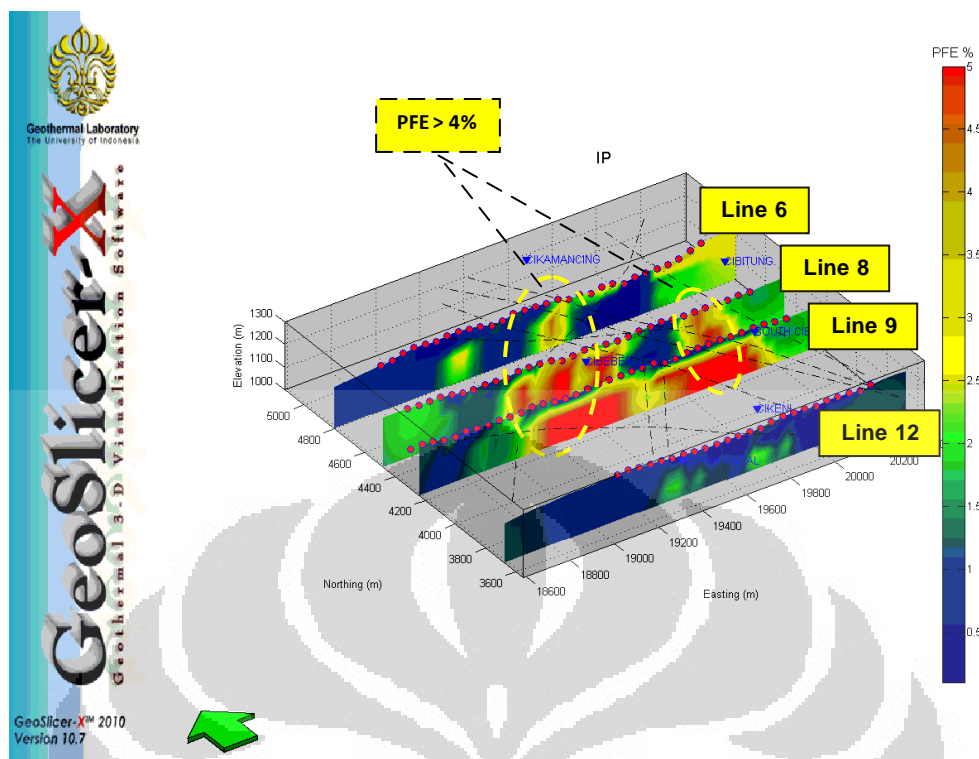 Geothermal Laboratory
The University of Indonesia
GeoSlicer-X
Geothermal 3-D Visualization Software
GeoSlicer-X™ 2010
Version 10.7
PFE > 4%
IP
Line 6
Line 8
Line 9
Line 12
CIKAMANCING
CIBITUNG
CIKENI
Elevation (m)
1300
1200
1100
1000
Northing (m)
5000
4800
4600
4400
4200
4000
3800
3600
Easting (m)
18600
18800
19000
19200
19400
19600
19800
20000
20200
PFE %
5
4.5
4
3.5
3
2.5
2
1.5
1
0.5